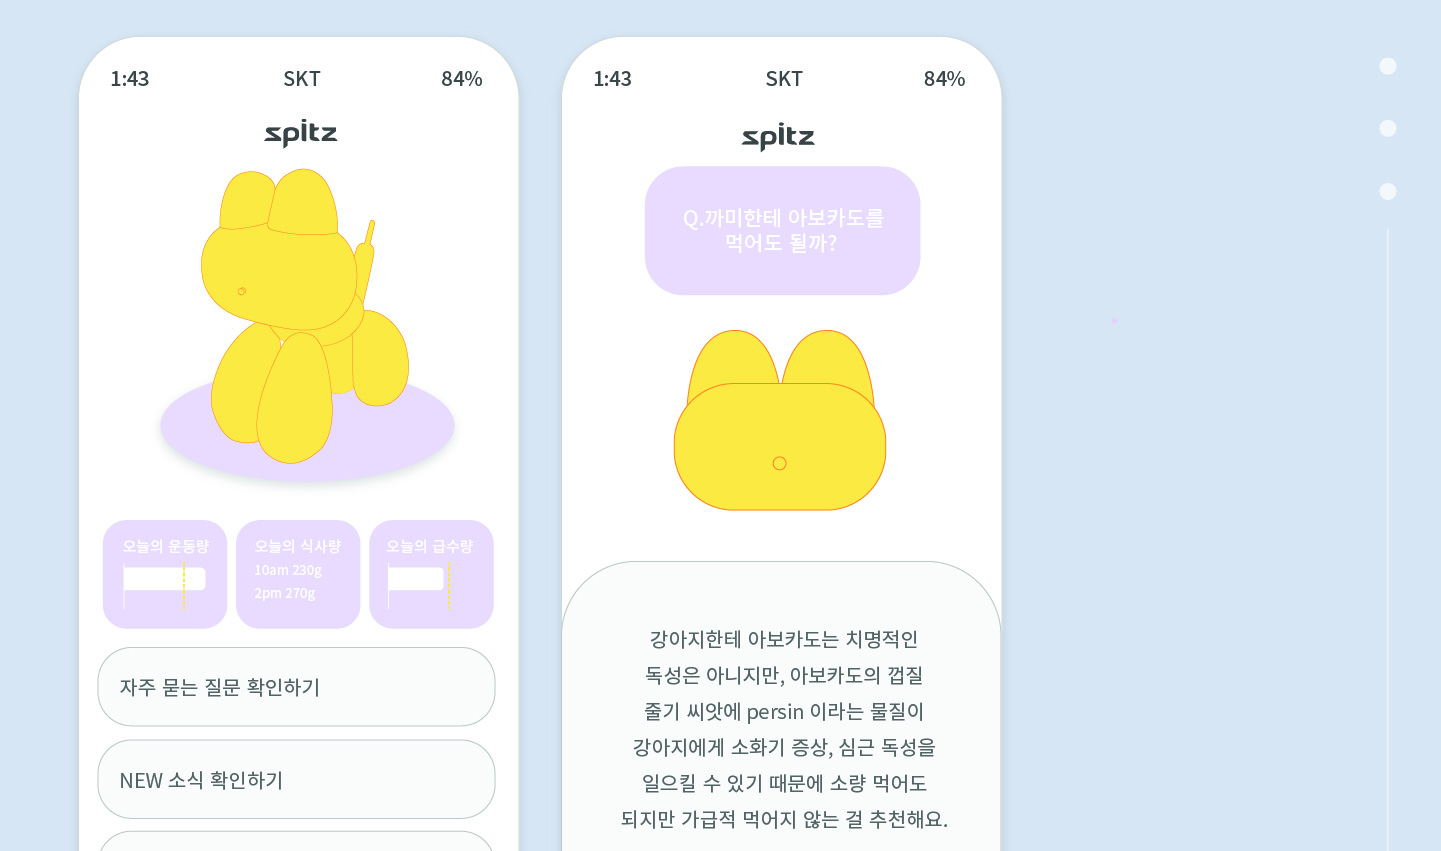 1:43 SKT 84%
spitz
오늘의 운동량
오늘의 식사량
10am 230g
2pm 270g
오늘의 급수량
자주 묻는 질문 확인하기
NEW 소식 확인하기
1:43 SKT 84%
spitz
Q.까미한테 아보카도를
먹어도 될까?
강아지한테 아보카도는 치명적인
독성은 아니지만, 아보카도의 껍질
줄기 씨앗에 persin 이라는 물질이
강아지에게 소화기 증상, 심근 독성을
일으킬 수 있기 때문에 소량 먹어도
되지만 가급적 먹어지 않는 걸 추천해요.